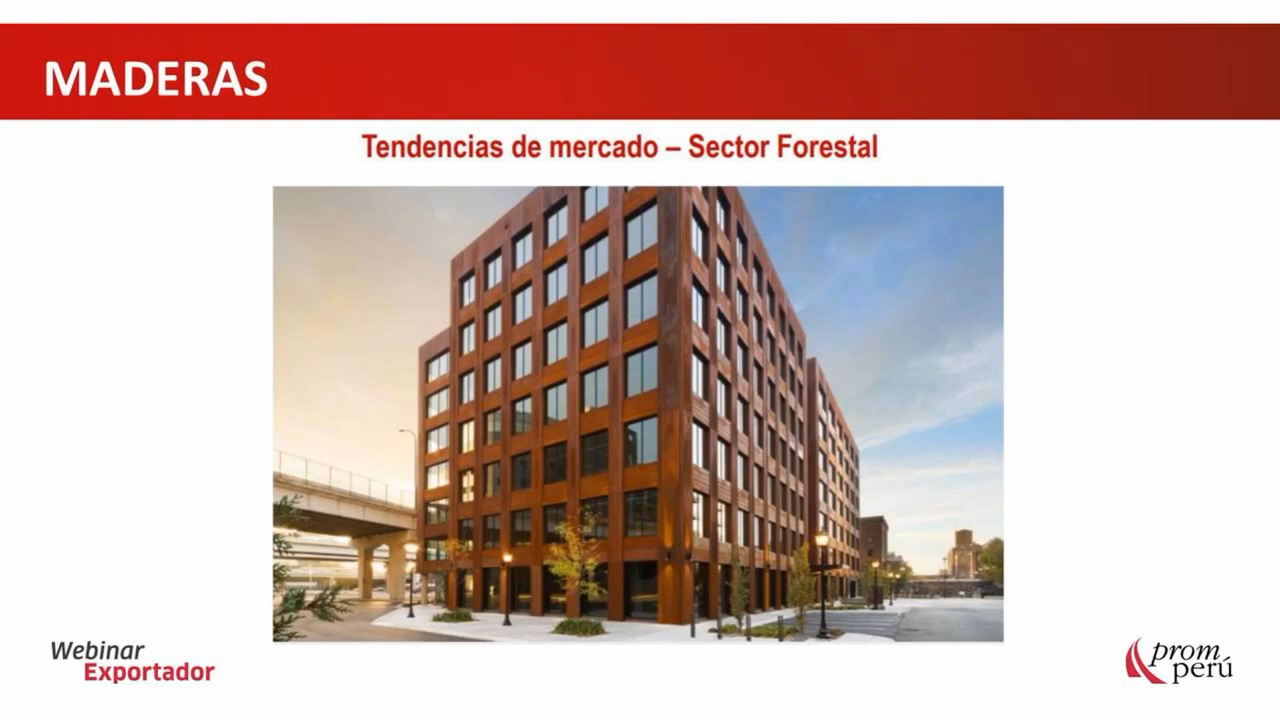 MADERAS
Tendencias de mercado – Sector Forestal
Webinar
Exportador
prom
perú